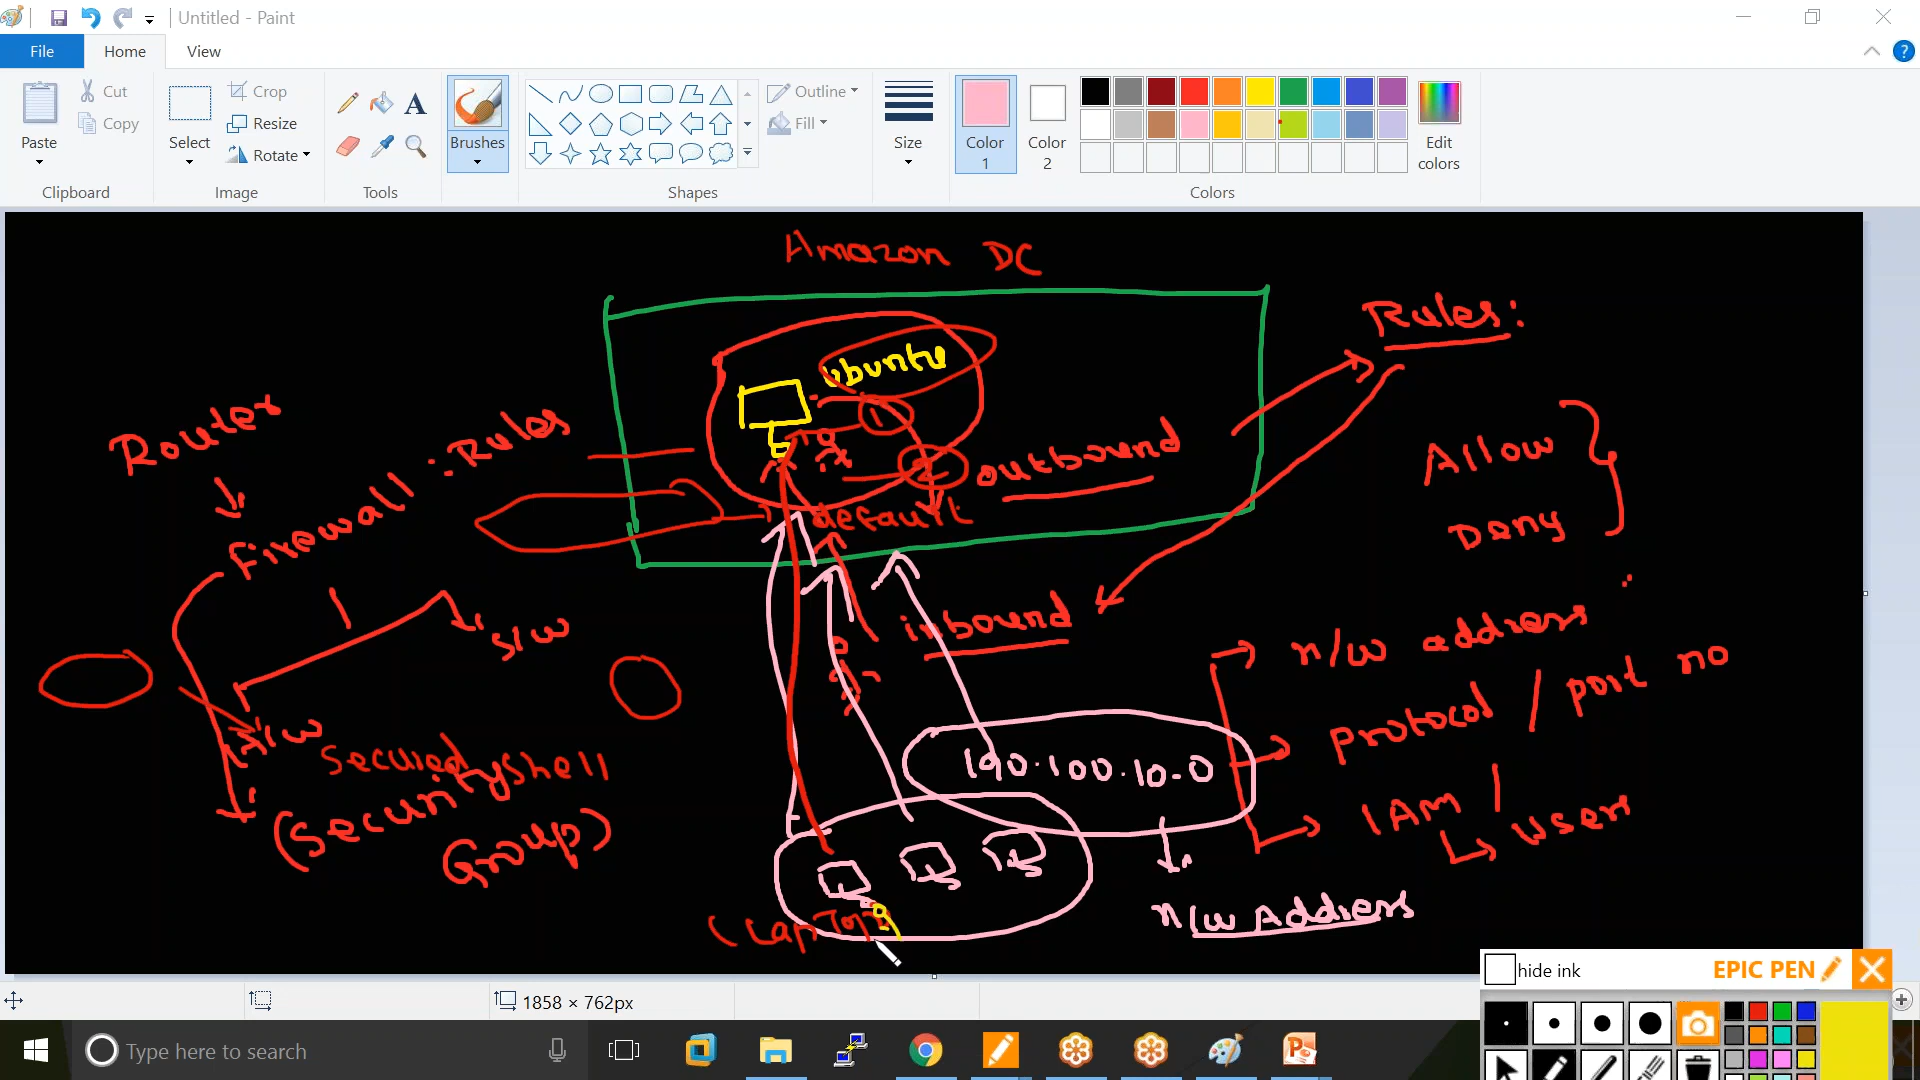 Untitled - Paint
File
Home
View
Paste
Cut
Copy
Clipboard
Select
Crop
Resize
Rotate
Image
A
Tools
Brushes
Shapes
Outline
Fill
Size
Color 1
Color 2
Edit colors
Colors
?
Amazon DC
Rules:
ubuntu
Router
Firewall : Rules
outbound
default
Allow
Deny
inbound
S/W
H/W
n/w address
protocol / port no
IAM /
Users
Secured Shell
(Security Group)
100.100.10.0
(Laptop)
n/w Address
hide ink
EPIC PEN
1858 × 762px
Type here to search